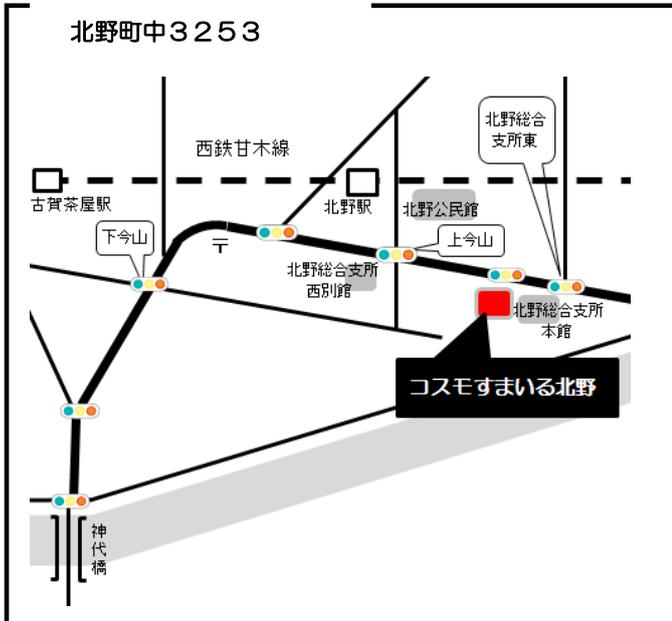 北野町中3253
北野総合
支所東
西鉄甘木線
古賀茶屋駅
北野駅
北野公民館
下今山
〒
上今山
北野総合支所
西別館
北野総合支所
本館
コスモすまいる北野
神
代
橋